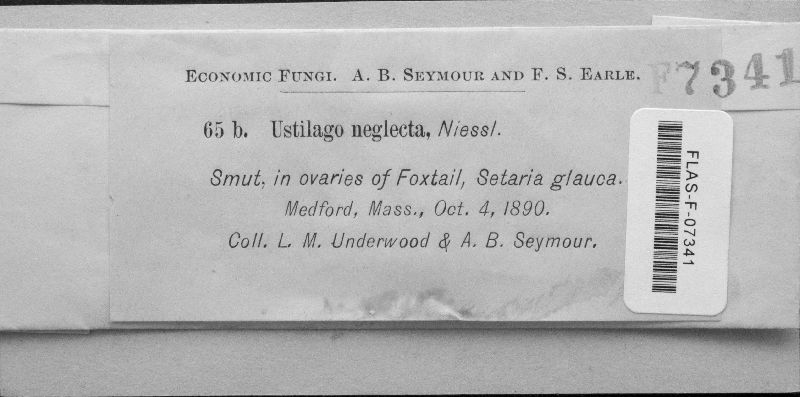 ECONOMIC FUNGI. A. B. SEYMOUR AND F. S. EARLE.
F7341
65 b. Ustilago neglecta, Niessl.
Smut, in ovaries of Foxtail, Setaria glauca.
Medford, Mass., Oct. 4, 1890.
Coll. L. M. Underwood & A. B. Seymour.
FLAS-F-07341